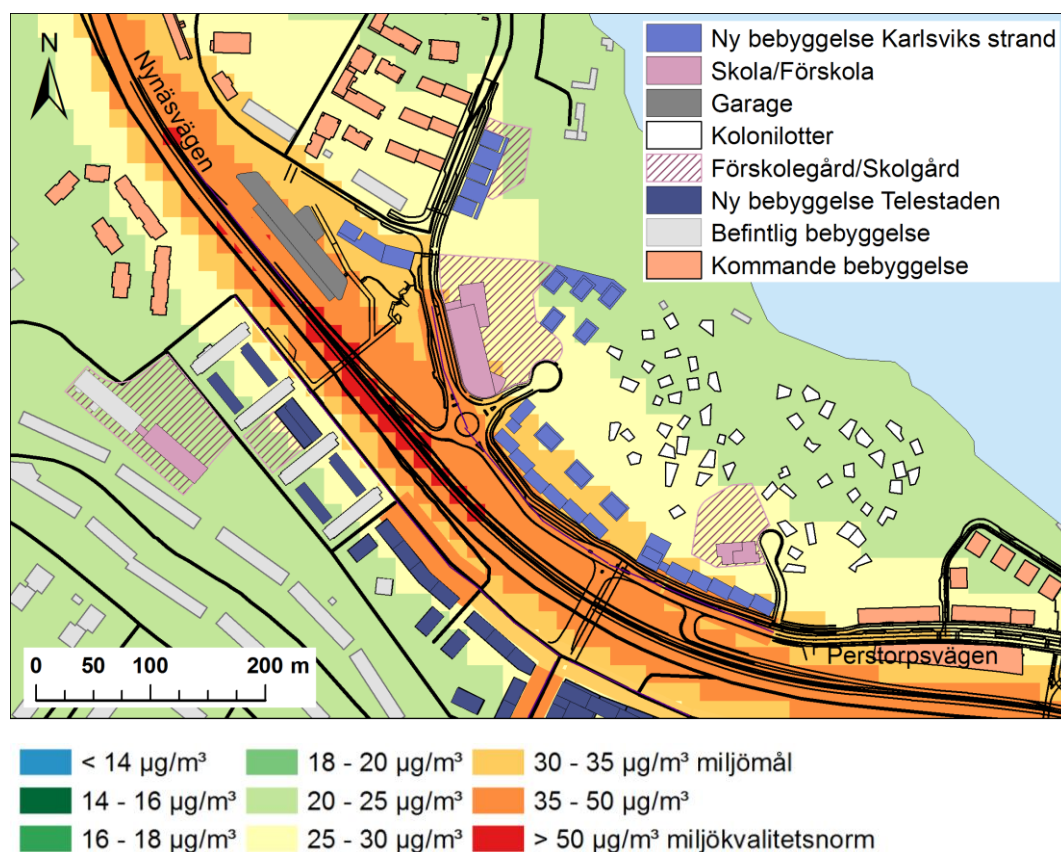 N
Nynäsvägen
Ny bebyggelse Karlsviks strand
Skola/Förskola
Garage
Kolonilotter
Förskolegård/Skolgård
Ny bebyggelse Telestaden
Befintlig bebyggelse
Kommande bebyggelse
Perstorpsvägen
0 50 100 200 m
< 14 µg/m³ 18 - 20 µg/m³ 30 - 35 µg/m³ miljömål
14 - 16 µg/m³ 20 - 25 µg/m³ 35 - 50 µg/m³
16 - 18 µg/m³ 25 - 30 µg/m³ > 50 µg/m³ miljökvalitetsnorm